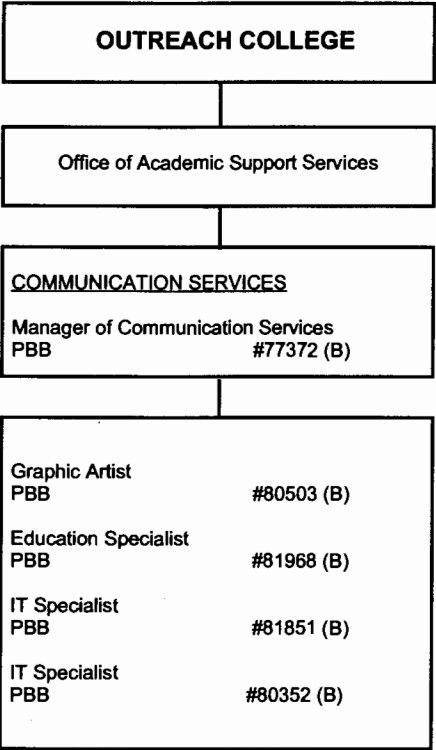 OUTREACH COLLEGE
Office of Academic Support Services
COMMUNICATION SERVICES
Manager of Communication Services
PBB #77372 (B)
Graphic Artist
PBB #80503 (B)
Education Specialist
PBB #81968 (B)
IT Specialist
PBB #81851 (B)
IT Specialist
PBB #80352 (B)